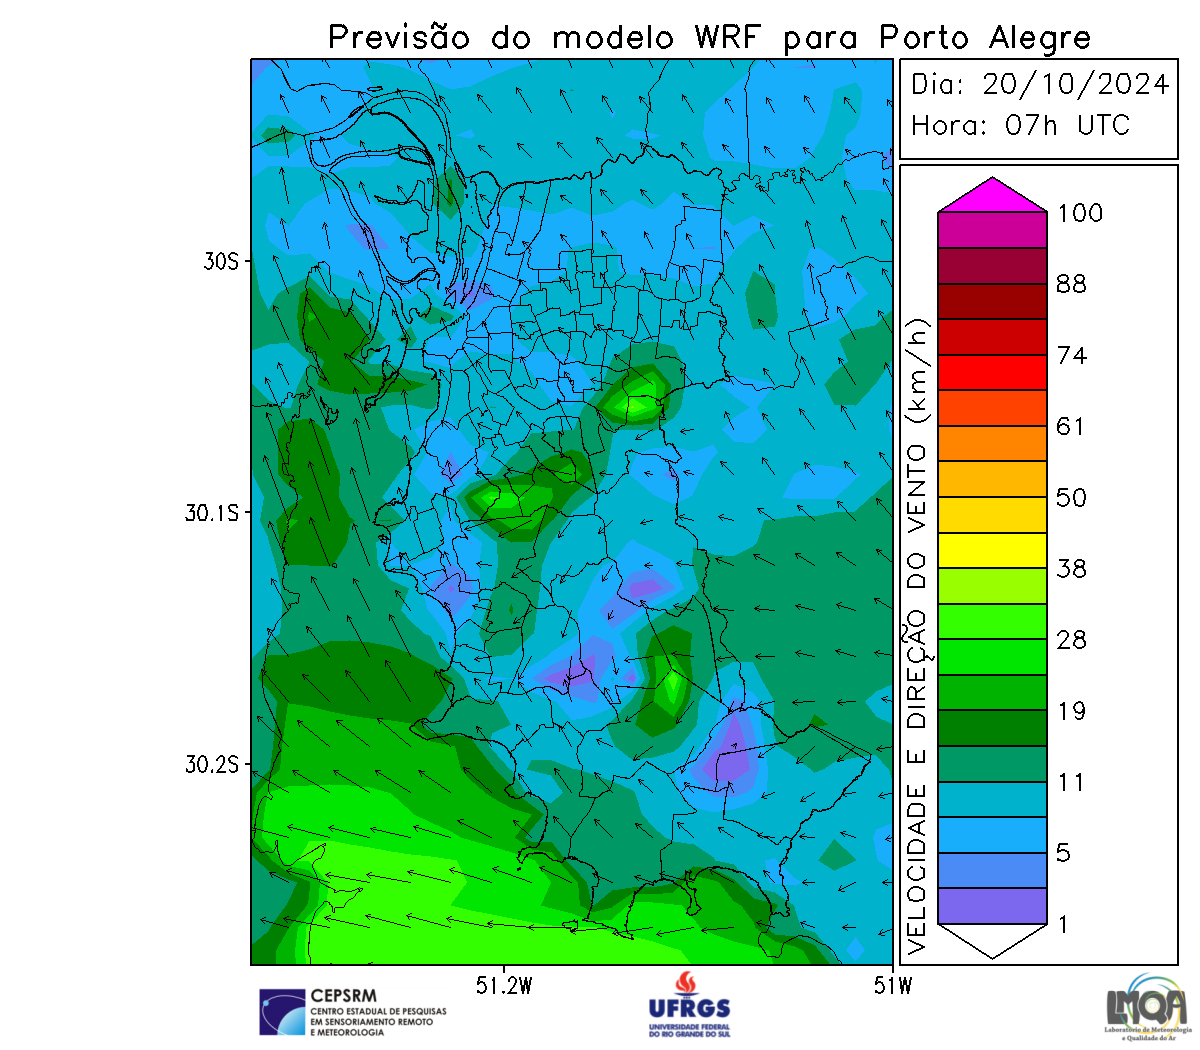 Previsão do modelo WRF para Porto Alegre
Dia: 20/10/2024
Hora: 07h UTC
30S
30.1S
30.2S
51.2W
51W
VELOCIDADE E DIREÇÃO DO VENTO (km/h)
100
88
74
61
50
38
28
19
11
5
1
CEPSRM
CENTRO ESTADUAL DE PESQUISAS
EM SENSORIAMENTO REMOTO
E METEOROLOGIA
UFRGS
UNIVERSIDADE FEDERAL
DO RIO GRANDE DO SUL
LMQA
Laboratório de Meteorologia
e Qualidade do Ar